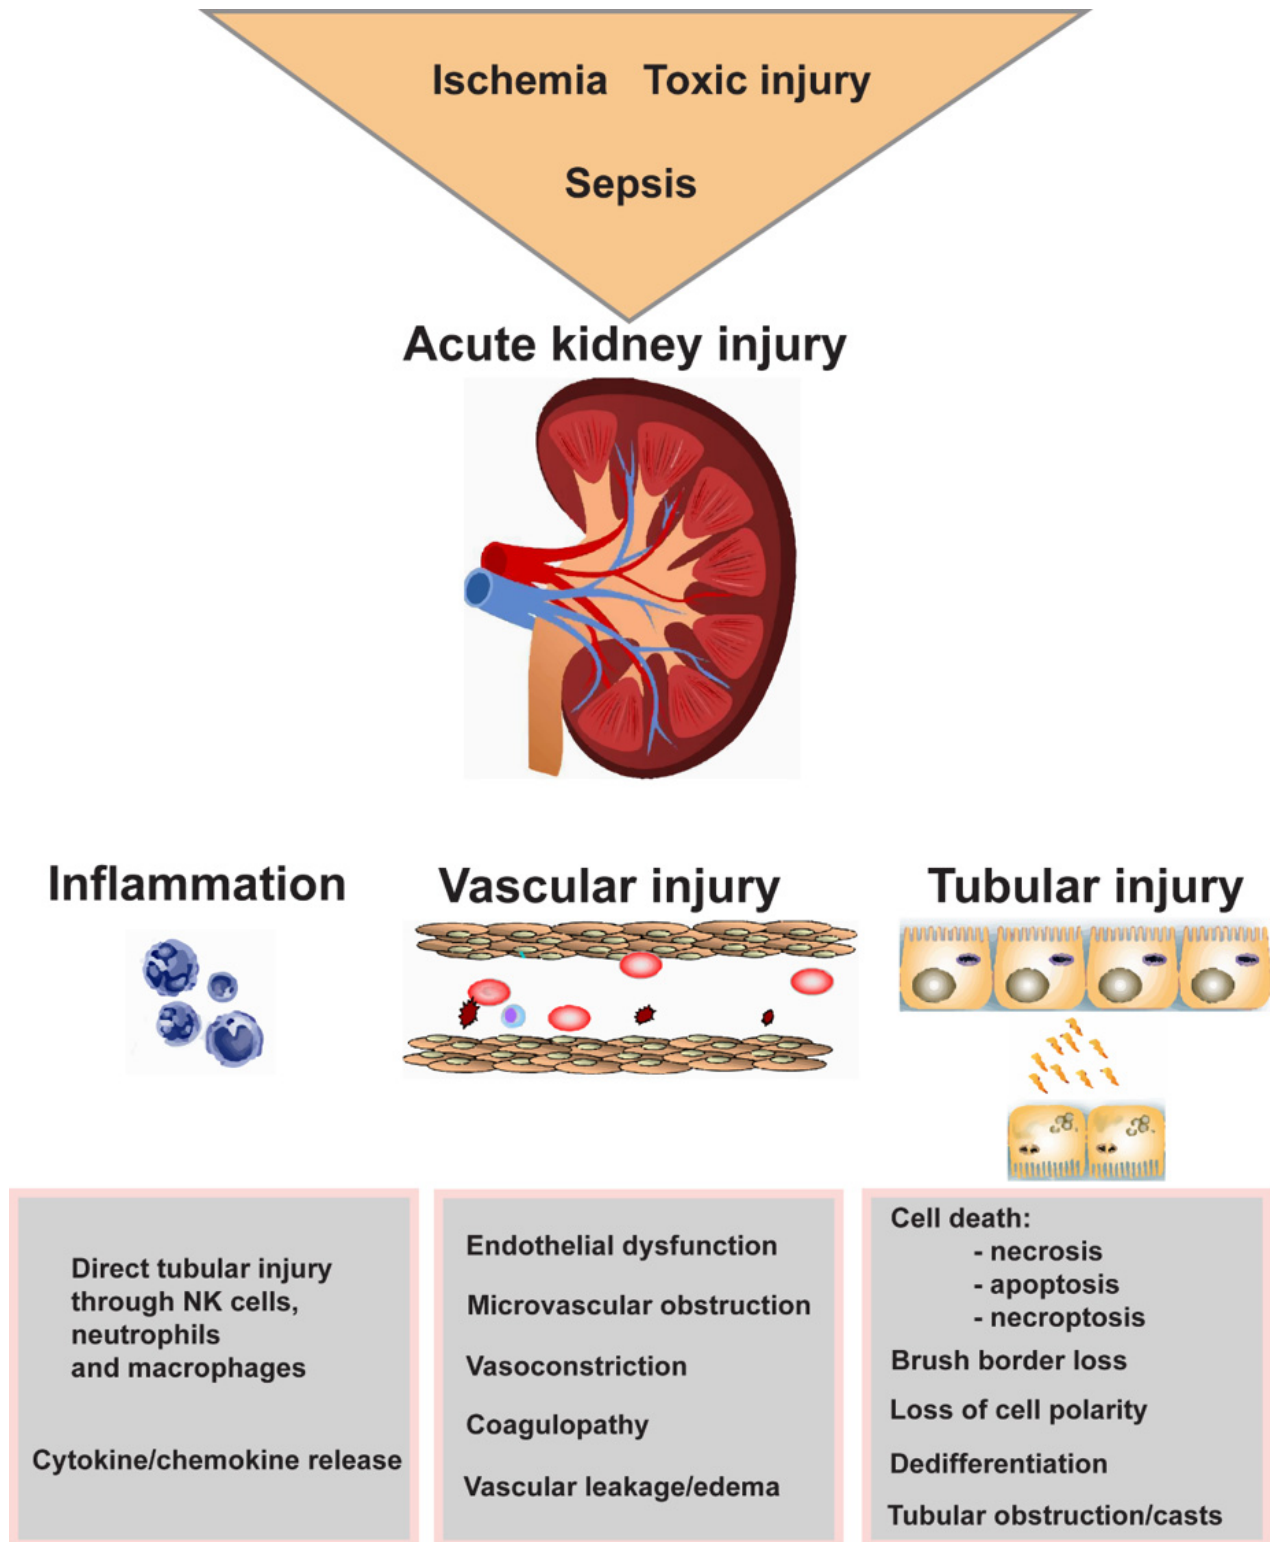 Ischemia Toxic injury
Sepsis
Acute kidney injury
Inflammation
Vascular injury
Tubular injury
Direct tubular injury
through NK cells,
neutrophils
and macrophages
Cytokine/chemokine release
Endothelial dysfunction
Microvascular obstruction
Vasoconstriction
Coagulopathy
Vascular leakage/edema
Cell death:
- necrosis
- apoptosis
- necroptosis
Brush border loss
Loss of cell polarity
Dedifferentiation
Tubular obstruction/casts